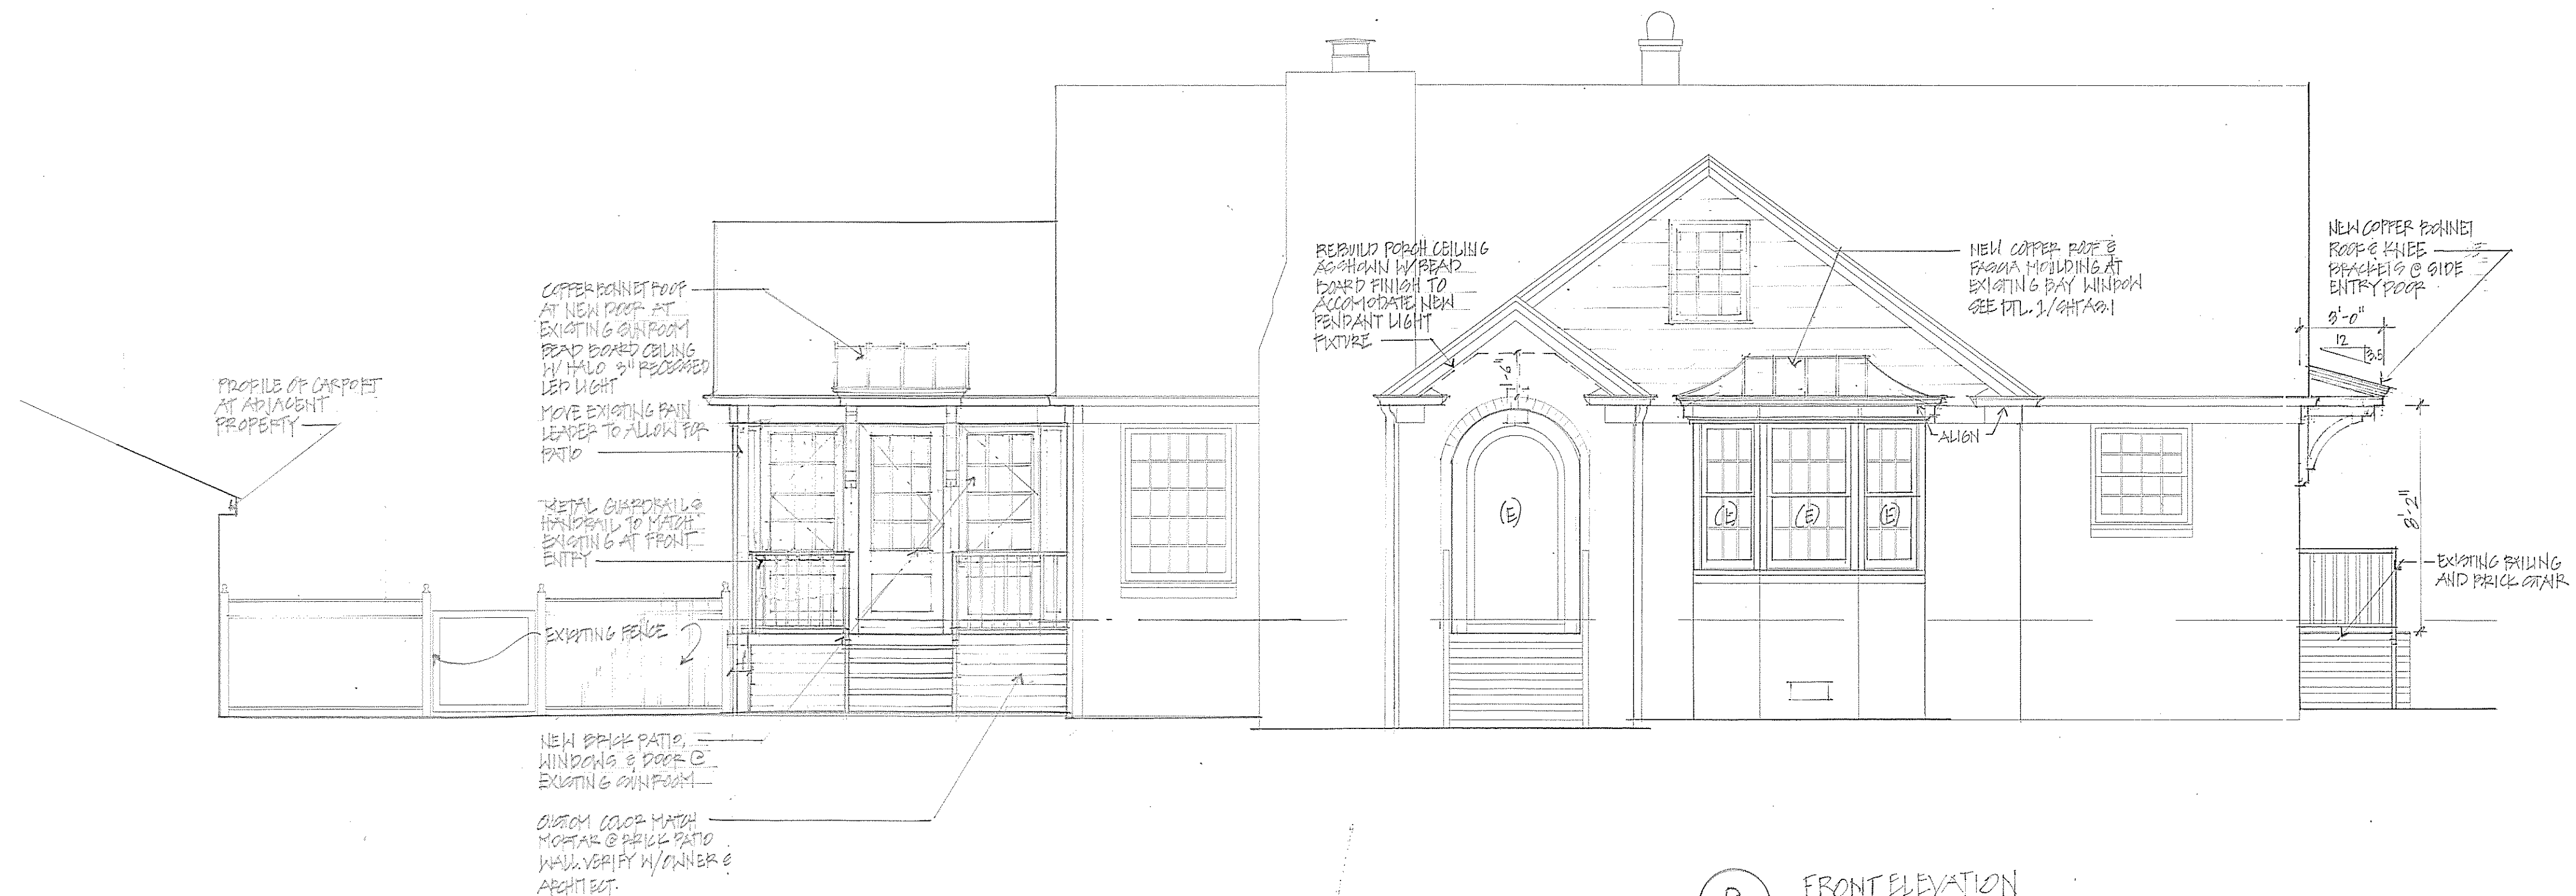 PROFILE OF CARPORT
AT ADJACENT
PROPERTY
COPPER BONNET ROOF
AT NEW DOOR AT
EXISTING SUNROOM
BEAD BOARD CEILING
W/ HALO 3" RECESSED
LED LIGHT
MOVE EXISTING RAIN
LEADER TO ALLOW FOR
PATIO
METAL GUARDRAIL &
HANDRAIL TO MATCH
EXISTING AT FRONT
ENTRY
EXISTING FENCE
NEW BRICK PATIO,
WINDOWS & DOOR @
EXISTING SUNROOM
CUSTOM COLOR MATCH
MORTAR @ BRICK PATIO
WALL. VERIFY W/OWNER &
ARCHITECT.
REBUILD PORCH CEILING
AS SHOWN W/BEAD
BOARD FINISH TO
ACCOMODATE NEW
PENDANT LIGHT
FIXTURE
1'-6"
(E)
(E)
(E)
(E)
ALIGN
NEW COPPER ROOF &
FASCIA MOULDING AT
EXISTING BAY WINDOW
SEE DTL. 1/SHT A3.1
NEW COPPER BONNET
ROOF & KNEE
BRACKETS @ SIDE
ENTRY DOOR
3'-0"
12
3.5
8'-2"
EXISTING RAILING
AND BRICK STAIR
FRONT ELEVATION